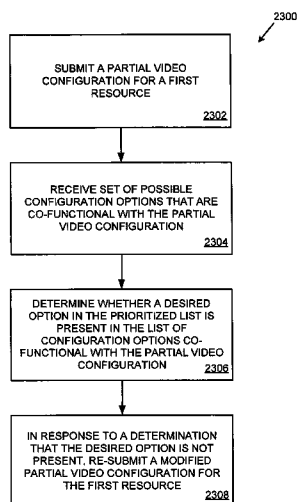 2300
SUBMIT A PARTIAL VIDEO
CONFIGURATION FOR A FIRST
RESOURCE
2302
RECEIVE SET OF POSSIBLE
CONFIGURATION OPTIONS THAT ARE
CO-FUNCTIONAL WITH THE PARTIAL
VIDEO CONFIGURATION
2304
DETERMINE WHETHER A DESIRED
OPTION IN THE PRIORITIZED LIST IS
PRESENT IN THE LIST OF
CONFIGURATION OPTIONS CO-
FUNCTIONAL WITH THE PARTIAL
VIDEO CONFIGURATION
2306
IN RESPONSE TO A DETERMINATION
THAT THE DESIRED OPTION IS NOT
PRESENT, RE-SUBMIT A MODIFIED
PARTIAL VIDEO CONFIGURATION FOR
THE FIRST RESOURCE
2308